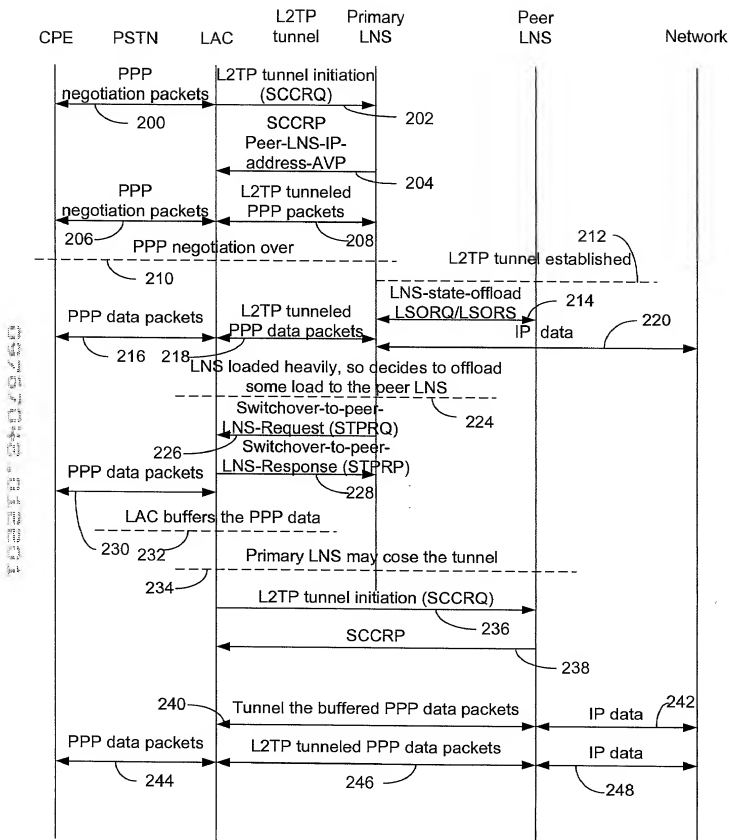 L2TP Primary Peer
CPE PSTN LAC tunnel LNS LNS Network
PPP
negotiation packets
L2TP tunnel initiation
(SCCRQ)
200
202
SCCRP
Peer-LNS-IP-
address-AVP
204
PPP
negotiation packets
L2TP tunneled
PPP packets
206
208
212
PPP negotiation over
210
L2TP tunnel established
LNS-state-offload
LSORQ/LSORS
214
220
PPP data packets
L2TP tunneled
PPP data packets
IP data
216
218
LNS loaded heavily, so decides to offload
some load to the peer LNS
224
Switchover-to-peer-
LNS-Request (STPRQ)
226
Switchover-to-peer-
LNS-Response (STPRP)
228
PPP data packets
230
LAC buffers the PPP data
232
Primary LNS may cose the tunnel
234
L2TP tunnel initiation (SCCRQ)
236
SCCRP
238
240
Tunnel the buffered PPP data packets
IP data
242
PPP data packets
L2TP tunneled PPP data packets
IP data
244
246
248